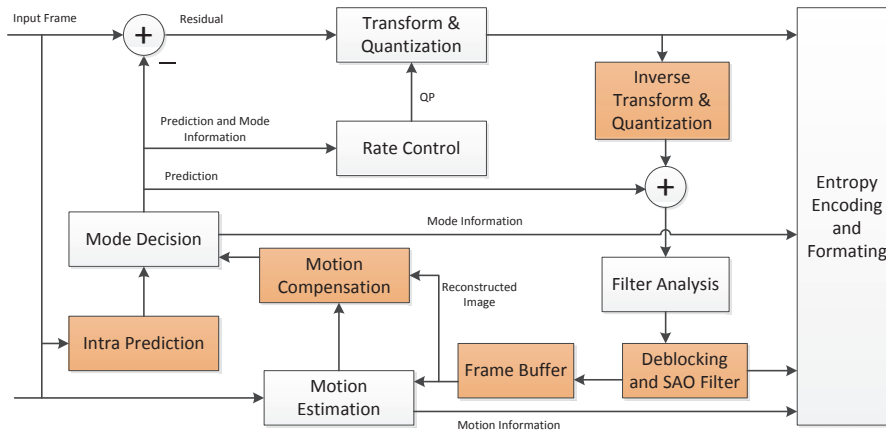 Input Frame
Residual
Transform &
Quantization
+
−
Inverse
Transform &
Quantization
QP
Prediction and Mode
Information
Rate Control
Prediction
+
Entropy
Encoding
and
Formating
Mode Decision
Mode Information
Motion
Compensation
Reconstructed
Image
Filter Analysis
Intra Prediction
Frame Buffer
Deblocking
and SAO Filter
Motion
Estimation
Motion Information